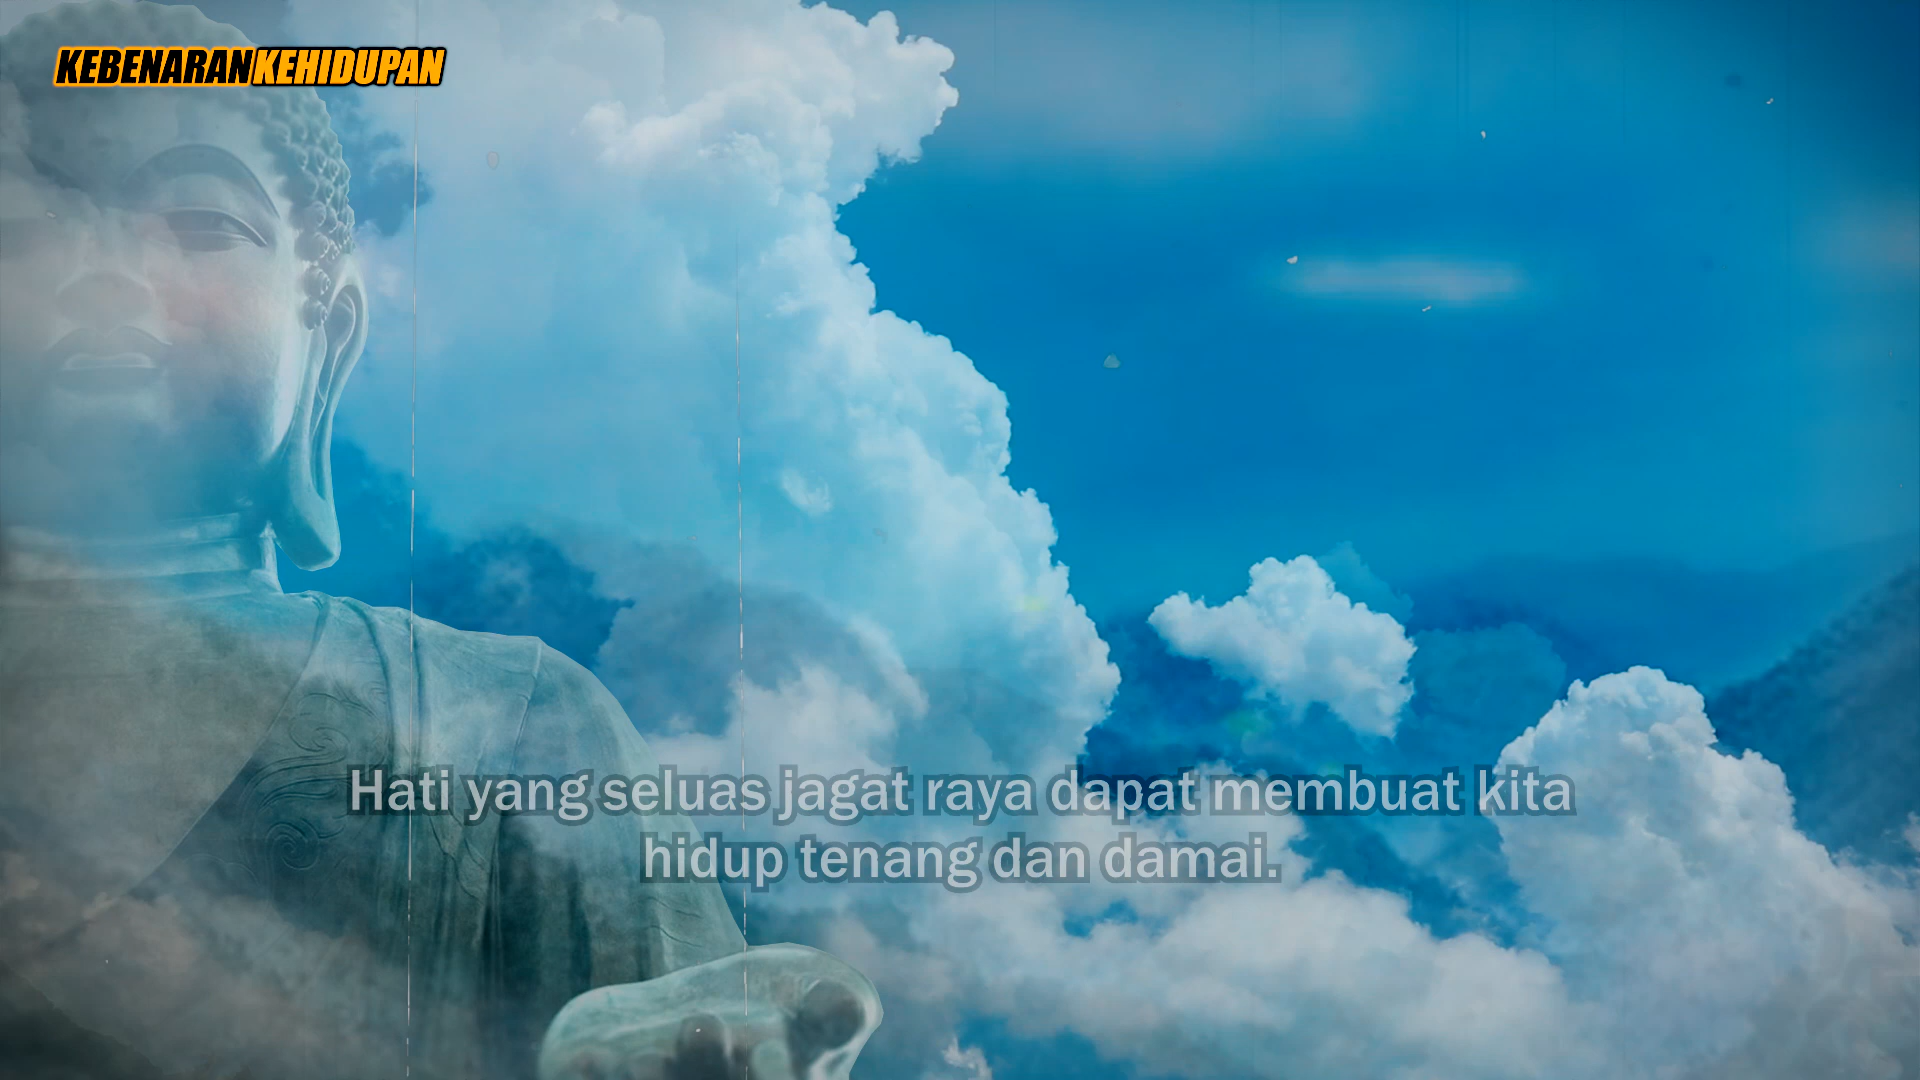 KEBENARANKEHIDUPAN
Hati yang seluas jagat raya dapat membuat kita
hidup tenang dan damai.